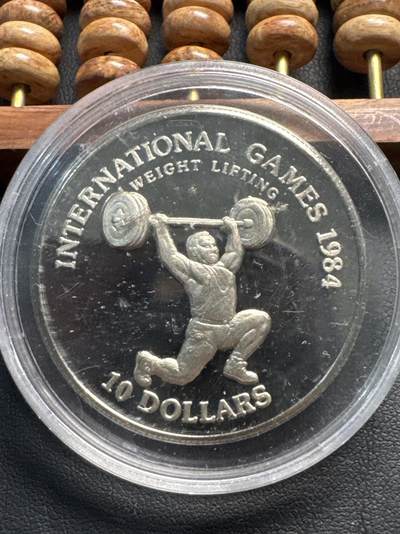 INTERNATIONAL GAMES 1984
WEIGHT LIFTING
10 DOLLARS